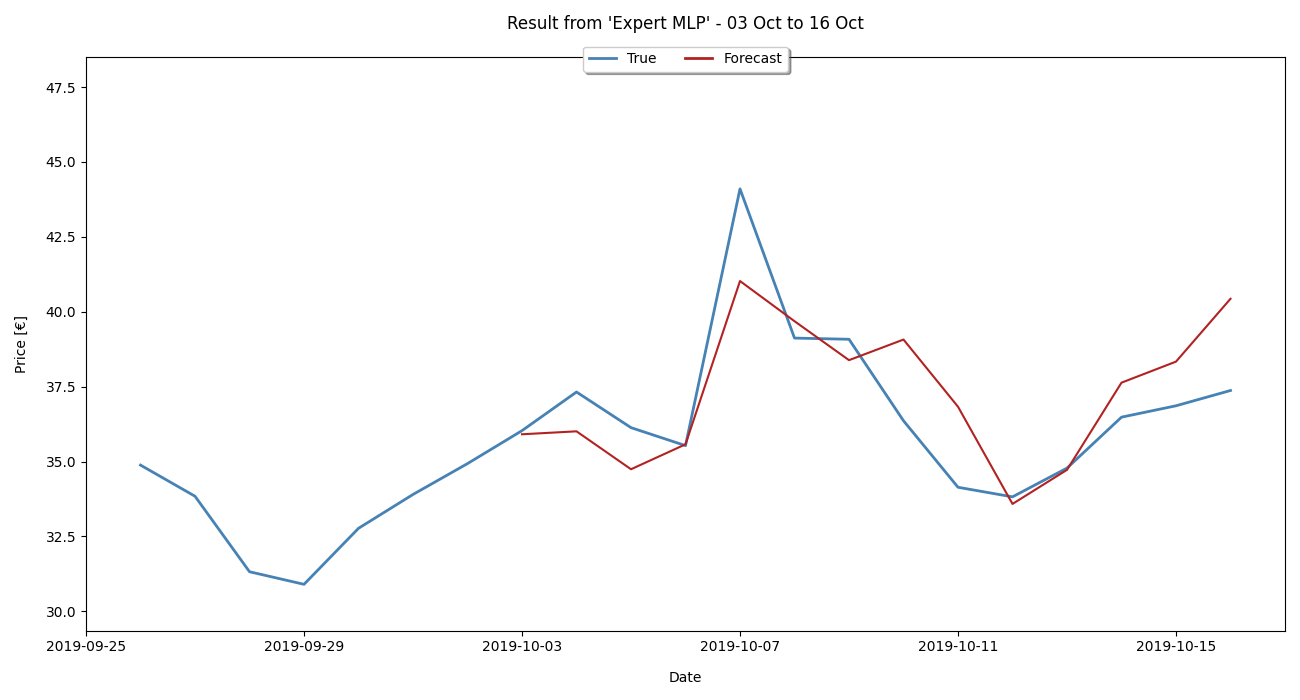 Result from 'Expert MLP' - 03 Oct to 16 Oct
True Forecast
47.5
45.0
42.5
40.0
37.5
35.0
32.5
30.0
Price [€]
2019-09-25 2019-09-29 2019-10-03 2019-10-07 2019-10-11 2019-10-15
Date